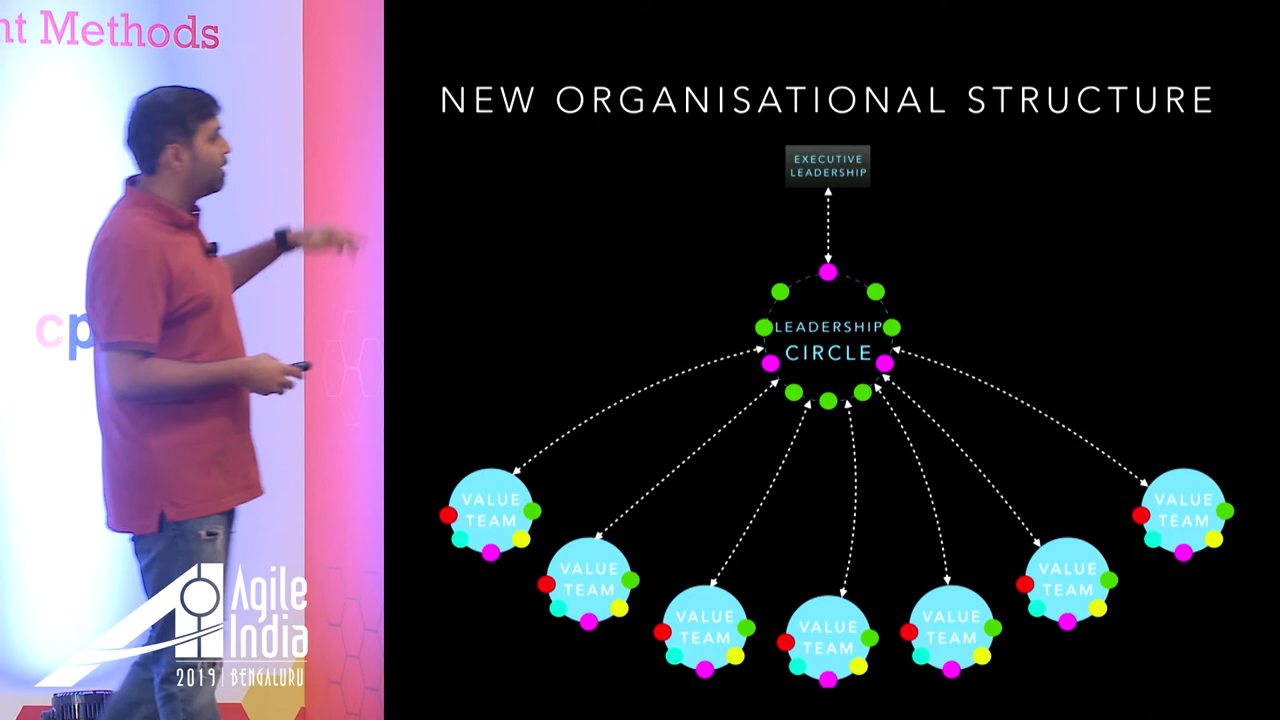 nt Methods
cp
Agile
India
2019 | BENGALURU
NEW ORGANISATIONAL STRUCTURE
EXECUTIVE
LEADERSHIP
LEADERSHIP
CIRCLE
VALUE
TEAM
VALUE
TEAM
VALUE
TEAM
VALUE
TEAM
VALUE
TEAM
VALUE
TEAM
VALUE
TEAM